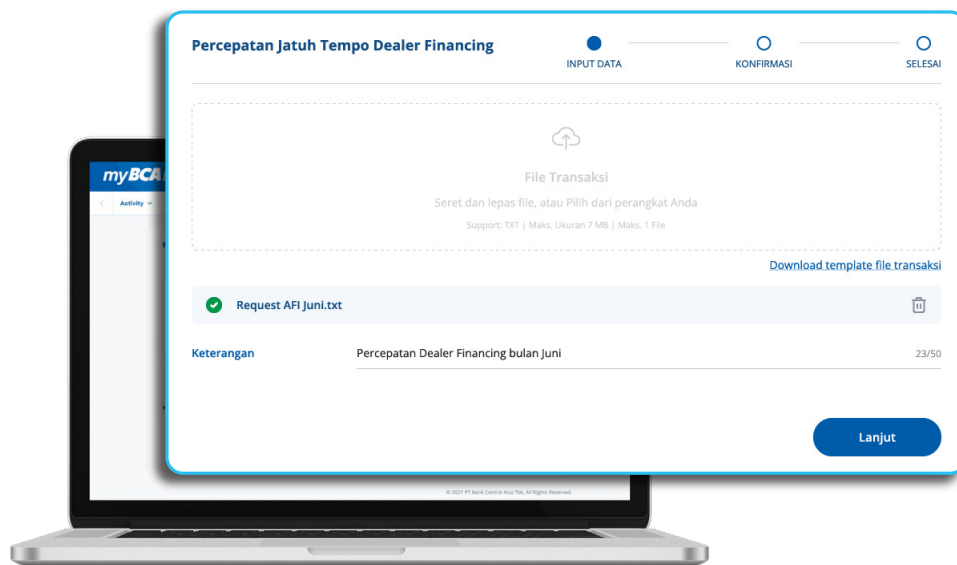 Percepatan Jatuh Tempo Dealer Financing
INPUT DATA
KONFIRMASI
SELESAI
File Transaksi
Seret dan lepas file, atau Pilih dari perangkat Anda
Support: TXT | Maks. Ukuran 7 MB | Maks. 1 File
Download template file transaksi
Request AFI Juni.txt
Keterangan
Percepatan Dealer Financing bulan Juni
23/50
Lanjut
myBCA
Activity
© 2021 PT Bank Central Asia Tbk, All Rights Reserved.